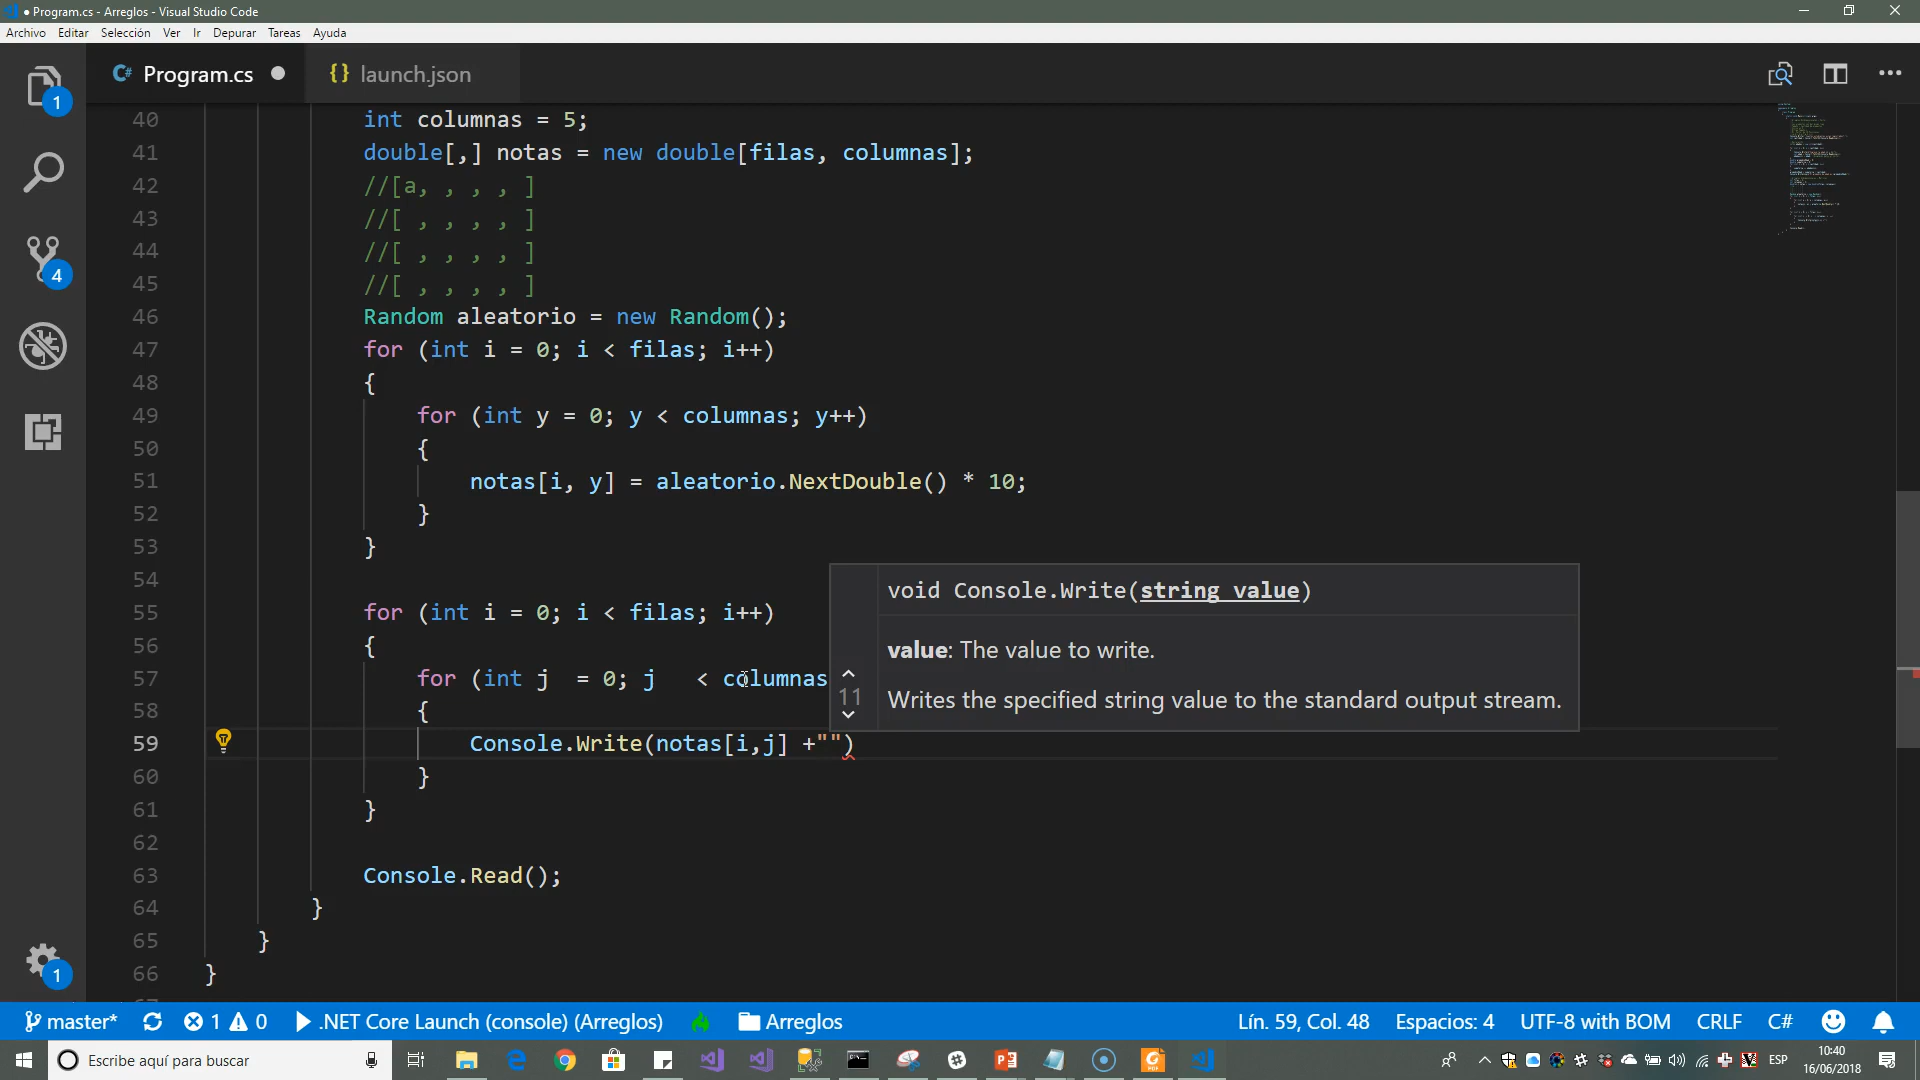 ● Program.cs - Arreglos - Visual Studio Code
Archivo Editar Selección Ver Ir Depurar Tareas Ayuda
C# Program.cs ● {} launch.json
1
4
1
40 int columnas = 5;
41 double[,] notas = new double[filas, columnas];
42 //[a, , , , ]
43 //[ , , , , ]
44 //[ , , , , ]
45 //[ , , , , ]
46 Random aleatorio = new Random();
47 for (int i = 0; i < filas; i++)
48 {
49 for (int y = 0; y < columnas; y++)
50 {
51 notas[i, y] = aleatorio.NextDouble() * 10;
52 }
53 }
54
55 for (int i = 0; i < filas; i++)
56 {
57 for (int j  = 0; j   < columnas
58 {
59 Console.Write(notas[i,j] +"")
60 }
61 }
62
63 Console.Read();
64 }
65 }
66 }
void Console.Write(string value)
value: The value to write.
11
Writes the specified string value to the standard output stream.
master* 1 0 .NET Core Launch (console) (Arreglos) Arreglos Lín. 59, Col. 48 Espacios: 4 UTF-8 with BOM CRLF C#
Escribe aquí para buscar ESP 10:40
16/06/2018